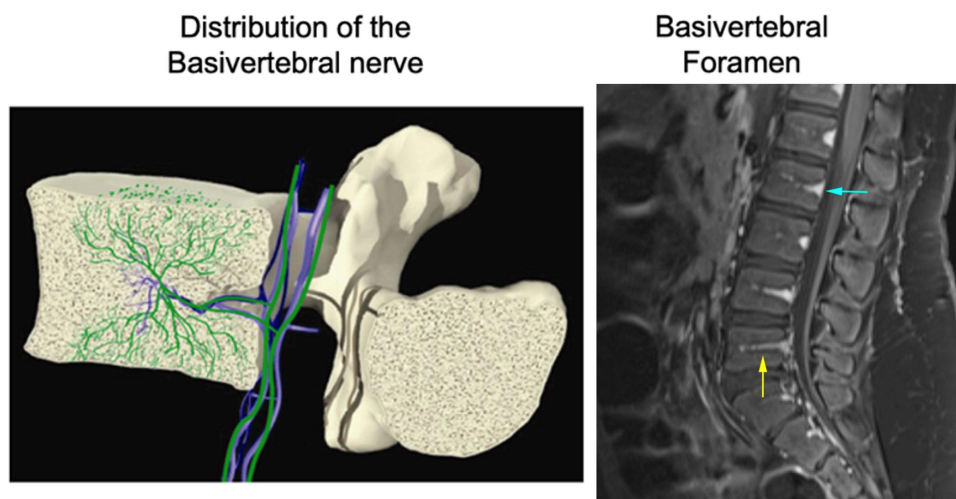 Distribution of the
Basivertebral nerve
Basivertebral
Foramen